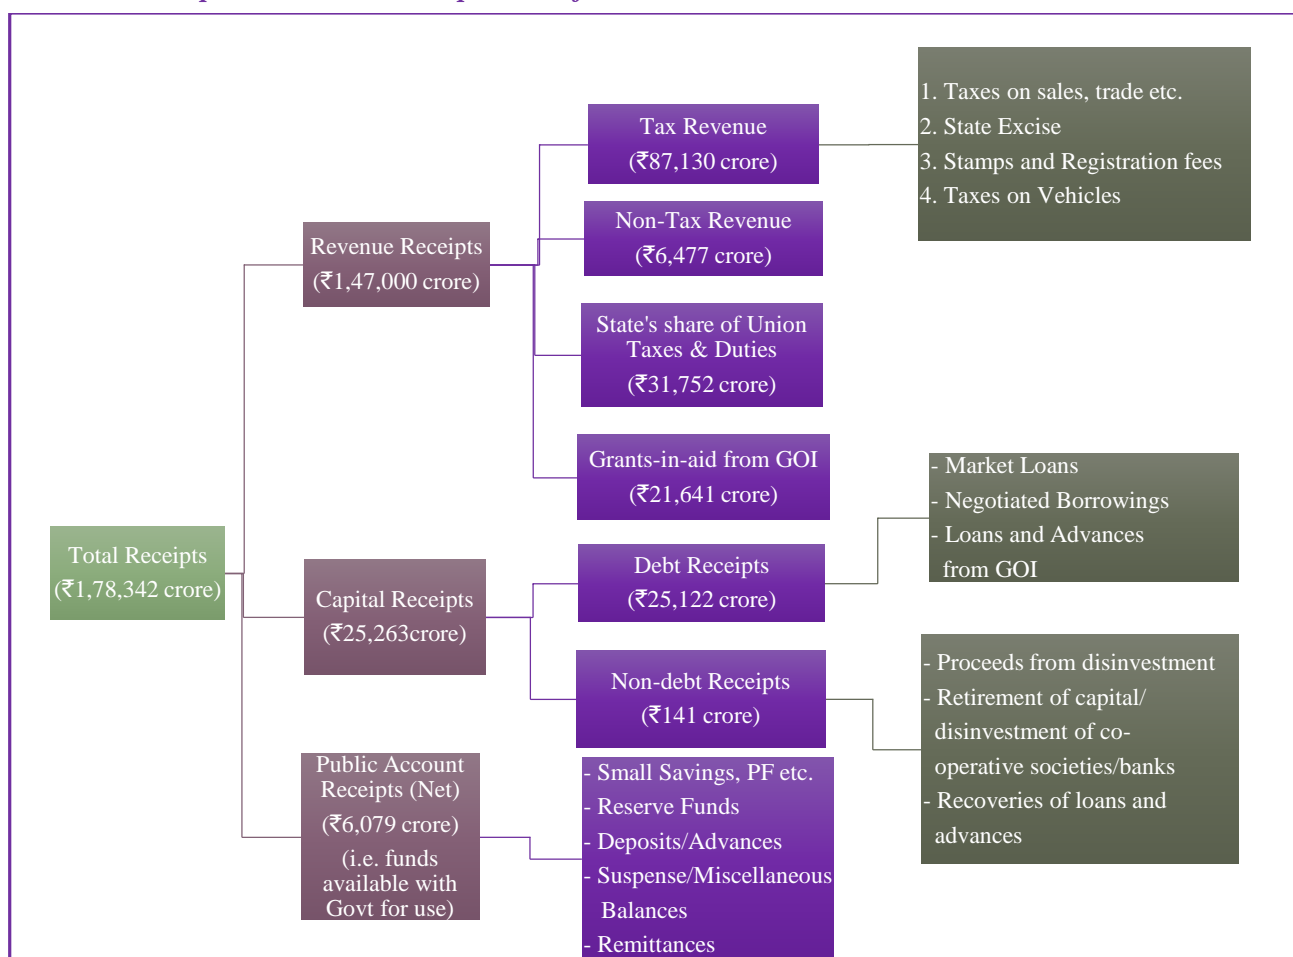 Total Receipts
(₹1,78,342 crore)
Revenue Receipts
(₹1,47,000 crore)
Tax Revenue
(₹87,130 crore)
1. Taxes on sales, trade etc.
2. State Excise
3. Stamps and Registration fees
4. Taxes on Vehicles
Non-Tax Revenue
(₹6,477 crore)
State's share of Union
Taxes & Duties
(₹31,752 crore)
Grants-in-aid from GOI
(₹21,641 crore)
Capital Receipts
(₹25,263crore)
Debt Receipts
(₹25,122 crore)
- Market Loans
- Negotiated Borrowings
- Loans and Advances
from GOI
Non-debt Receipts
(₹141 crore)
- Proceeds from disinvestment
- Retirement of capital/
disinvestment of co-
operative societies/banks
- Recoveries of loans and
advances
Public Account
Receipts (Net)
(₹6,079 crore)
(i.e. funds
available with
Govt for use)
- Small Savings, PF etc.
- Reserve Funds
- Deposits/Advances
- Suspense/Miscellaneous
Balances
- Remittances